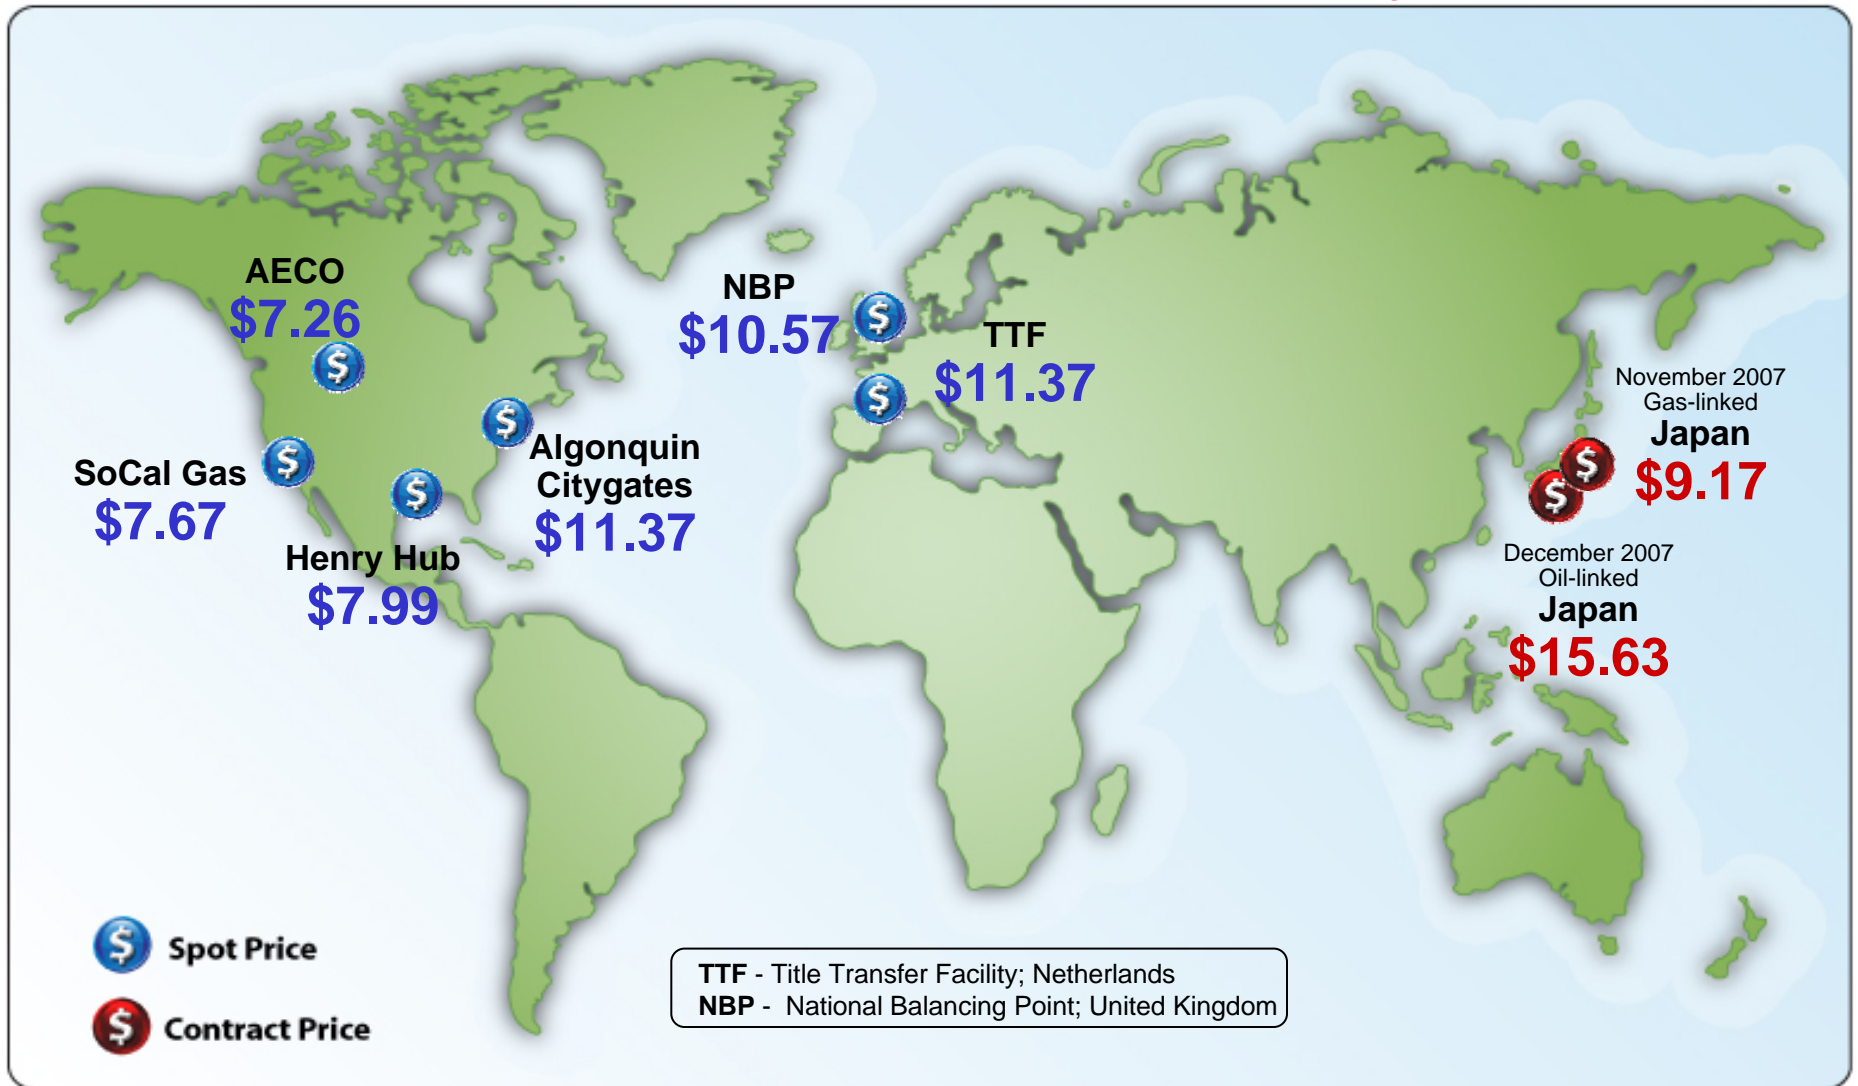 AECO
$7.26
NBP
$10.57
TTF
$11.37
November 2007
Gas-linked
Japan
$9.17
SoCal Gas
$7.67
Algonquin
Citygates
$11.37
Henry Hub
$7.99
December 2007
Oil-linked
Japan
$15.63
$ Spot Price
$ Contract Price
TTF - Title Transfer Facility; Netherlands
NBP - National Balancing Point; United Kingdom